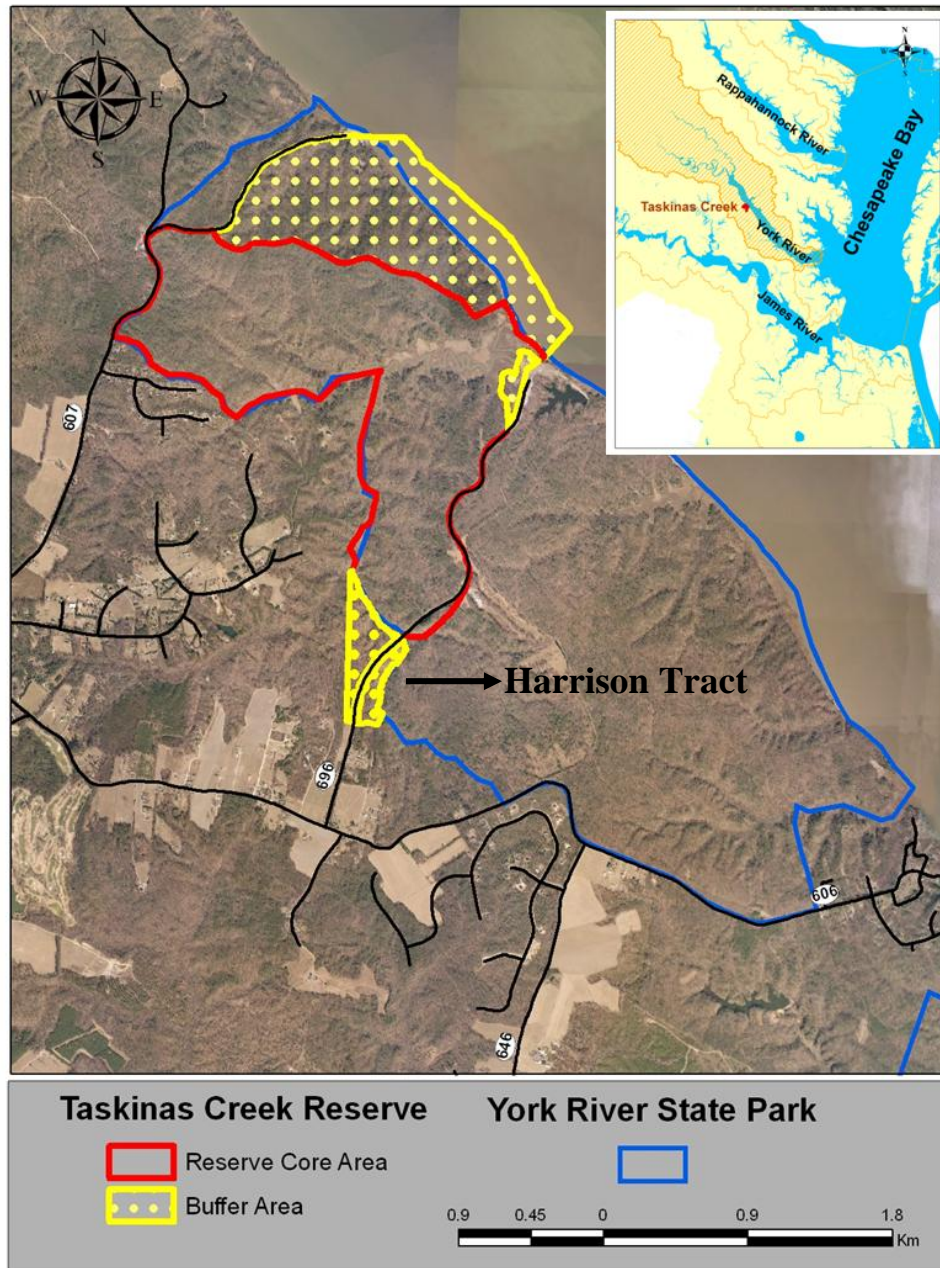 N
W E
S
Rappahannock River
Chesapeake Bay
Taskinas Creek
York River
James River
607
Harrison Tract
696
606
646
Taskinas Creek Reserve
Reserve Core Area
Buffer Area
York River State Park
0.9 0.45 0 0.9 1.8
Km